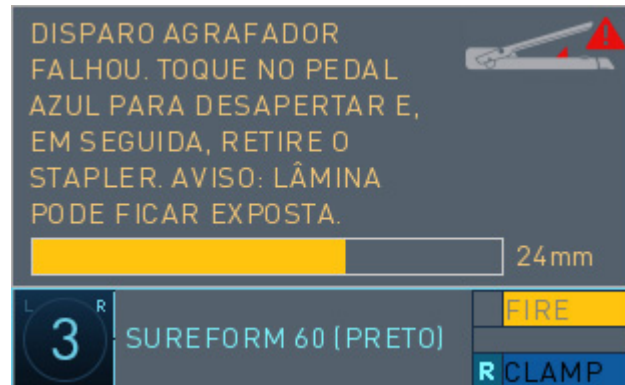 DISPARO AGRAFADOR
FALHOU. TOQUE NO PEDAL
AZUL PARA DESAPERTAR E,
EM SEGUIDA, RETIRE O
STAPLER. AVISO: LÂMINA
PODE FICAR EXPOSTA.
24mm
L R
3
SUREFORM 60 (PRETO)
FIRE
R CLAMP